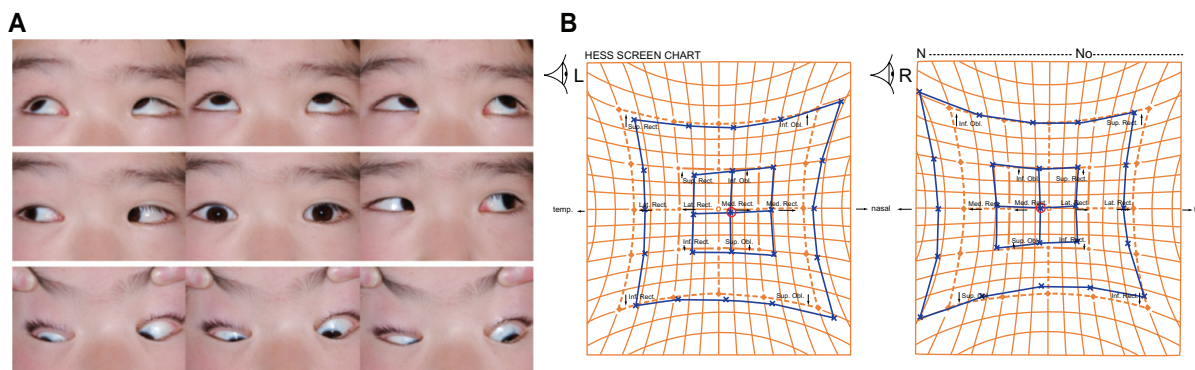 A
B
HESS SCREEN CHART
N
No
L
R
Sup. Rect.
Inf. Obl.
Inf. Obl.
Sup. Rect.
Sup. Rect.
Inf. Obl.
Inf. Obl.
Sup. Rect.
temp.
Lat. Rect.
Lat. Rect.
Med. Rect.
Med. Rect.
nasal
Med. Rect.
Med. Rect.
Lat. Rect.
Lat. Rect.
Inf. Rect.
Sup. Obl.
Sup. Obl.
Inf. Rect.
Inf. Rect.
Sup. Obl.
Inf. Rect.